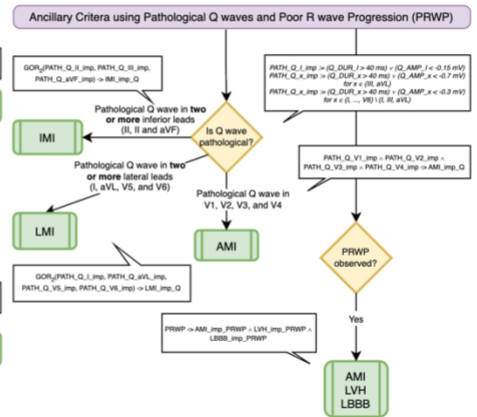 Ancillary Critera using Pathological Q waves and Poor R wave Progression (PRWP)
GOR₂(PATH_Q_II_imp, PATH_Q_III_imp,
PATH_Q_aVF_imp) -> IMI_imp_Q
PATH_Q_I_imp := (Q_DUR_I > 40 ms) ∨ (Q_AMP_I < -0.15 mV)
PATH_Q_x_imp := (Q_DUR_x > 40 ms) ∨ (Q_AMP_x < -0.7 mV)
for x ∈ {III, aVL}
PATH_Q_x_imp := (Q_DUR_x > 40 ms) ∨ (Q_AMP_x < -0.3 mV)
for x ∈ {I, ..., V6} \ {I, III, aVL}
Pathological Q wave in two
or more inferior leads
(II, II and aVF)
Is Q wave
pathological?
IMI
Pathological Q wave in two
or more lateral leads
(I, aVL, V5, and V6)
PATH_Q_V1_imp ∧ PATH_Q_V2_imp ∧
PATH_Q_V3_imp ∧ PATH_Q_V4_imp -> AMI_imp_Q
Pathological Q wave in
V1, V2, V3, and V4
LMI
AMI
PRWP
observed?
GOR₂(PATH_Q_I_imp, PATH_Q_aVL_imp,
PATH_Q_V5_imp, PATH_Q_V6_imp) -> LMI_imp_Q
Yes
PRWP -> AMI_imp_PRWP ∧ LVH_imp_PRWP ∧
LBBB_imp_PRWP
AMI
LVH
LBBB